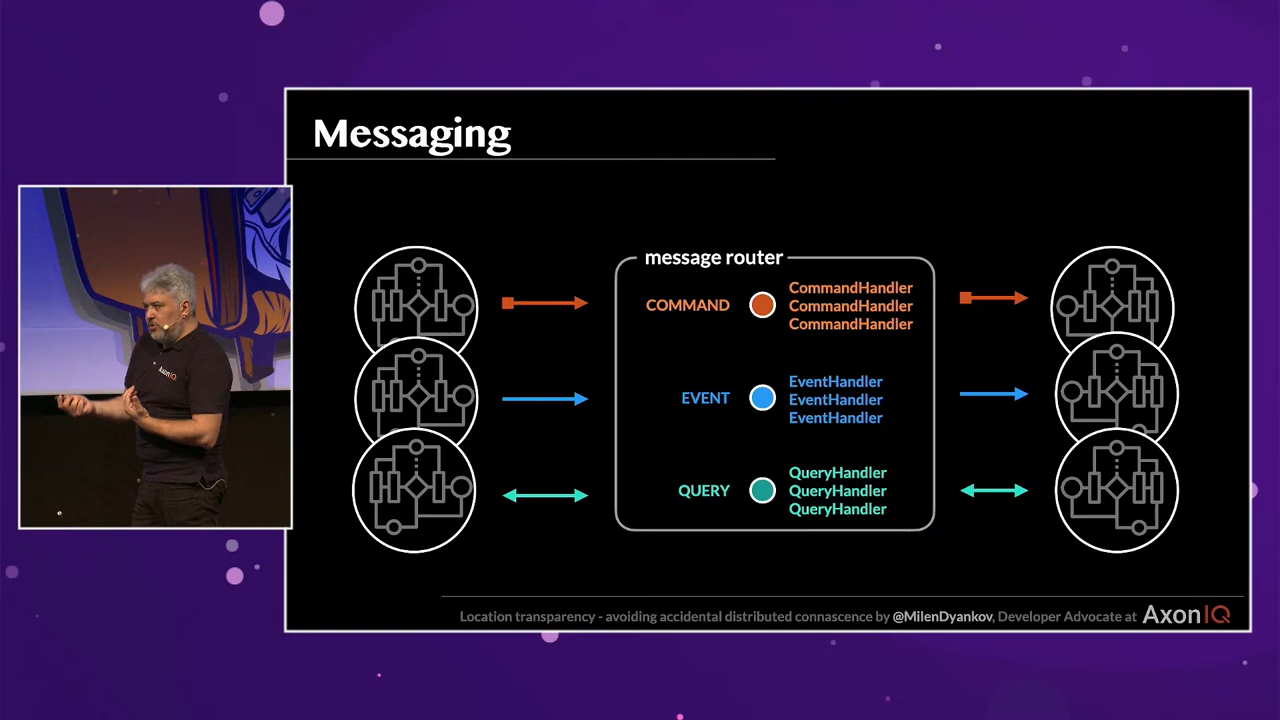 Messaging
message router
COMMAND
CommandHandler
CommandHandler
CommandHandler
EVENT
EventHandler
EventHandler
EventHandler
QUERY
QueryHandler
QueryHandler
QueryHandler
AxonIQ
Location transparency - avoiding accidental distributed connascence by @MilenDyankov, Developer Advocate at AxonIQ